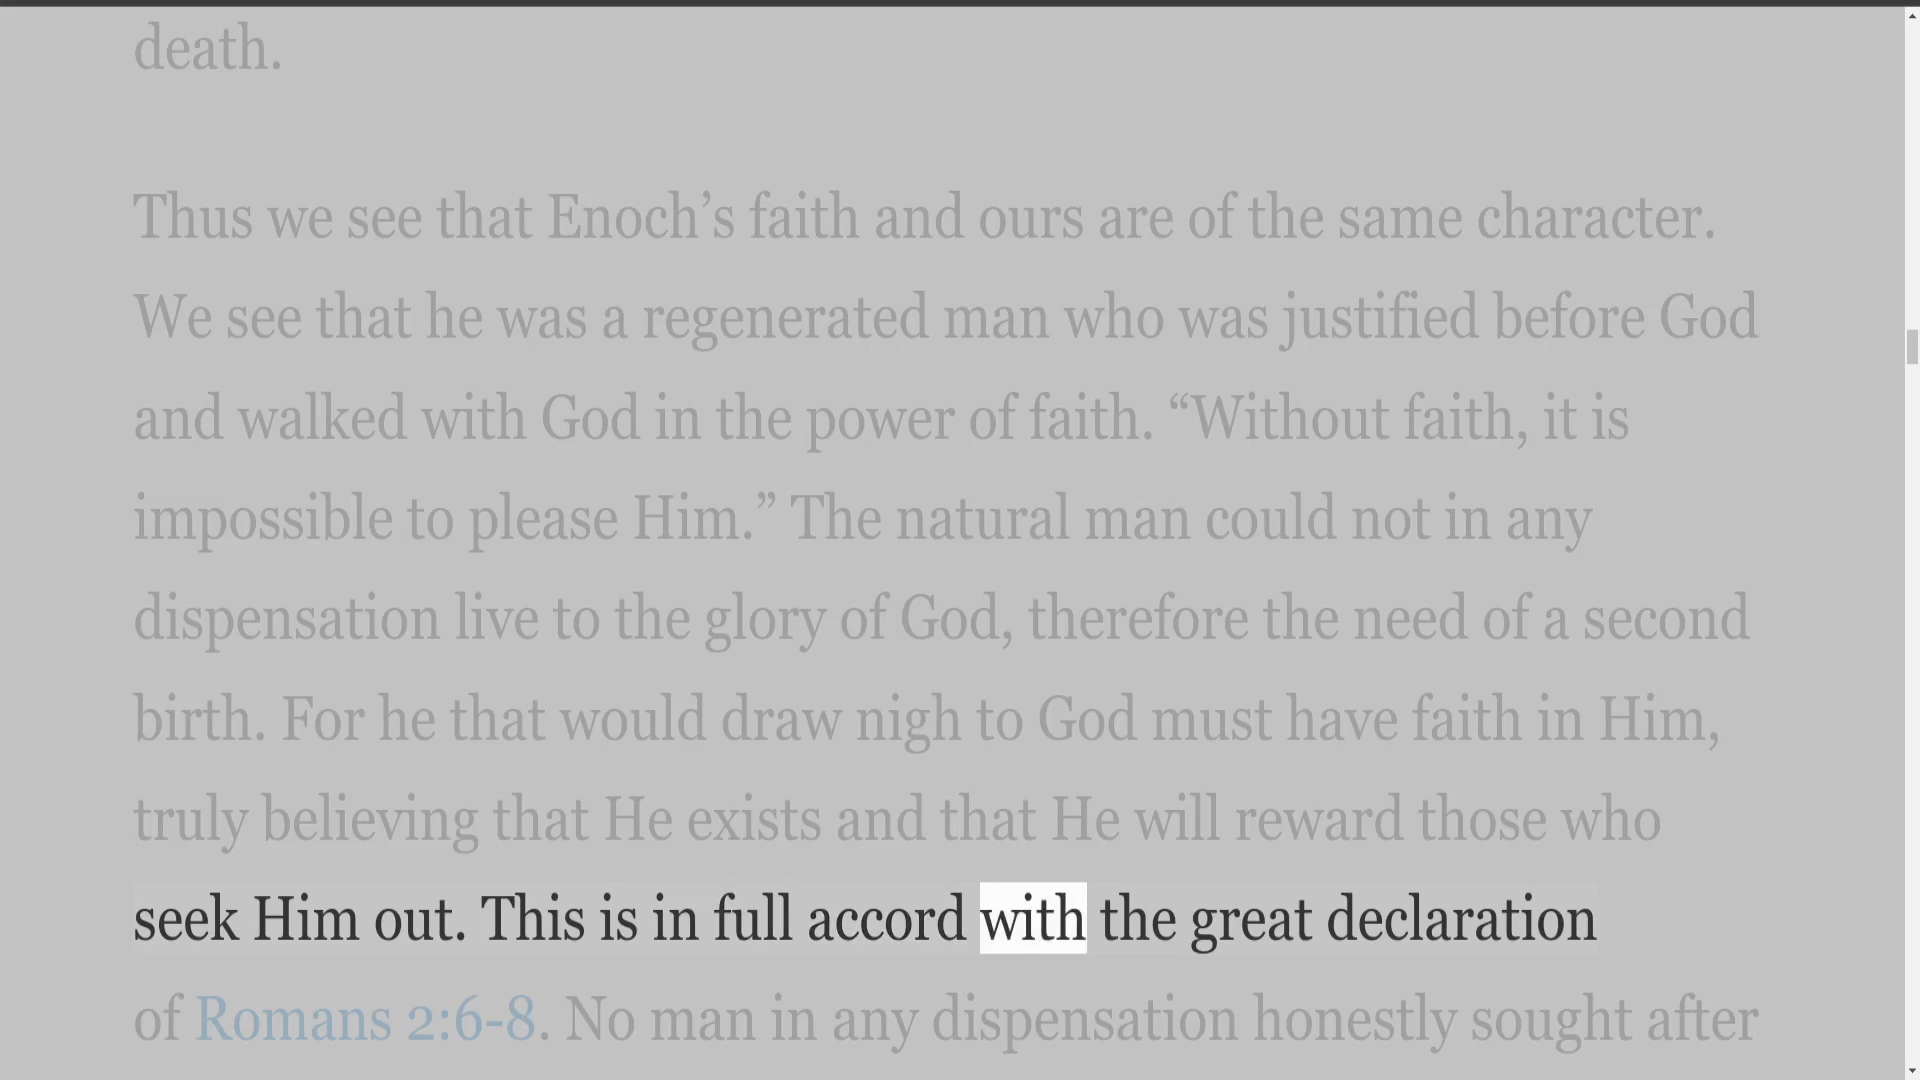 death.
Thus we see that Enoch’s faith and ours are of the same character.
We see that he was a regenerated man who was justified before God
and walked with God in the power of faith. “Without faith, it is
impossible to please Him.” The natural man could not in any
dispensation live to the glory of God, therefore the need of a second
birth. For he that would draw nigh to God must have faith in Him,
truly believing that He exists and that He will reward those who
seek Him out. This is in full accord with the great declaration
of Romans 2:6-8. No man in any dispensation honestly sought after